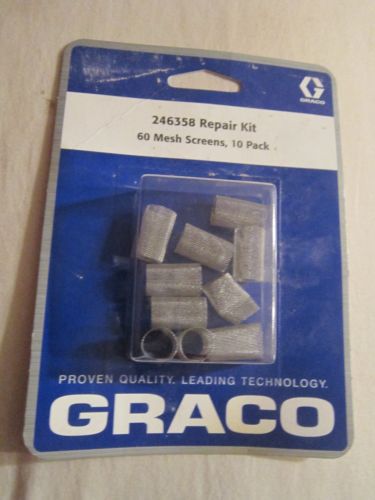 GRACO
246358 Repair Kit
60 Mesh Screens, 10 Pack
PROVEN QUALITY. LEADING TECHNOLOGY.
GRACO